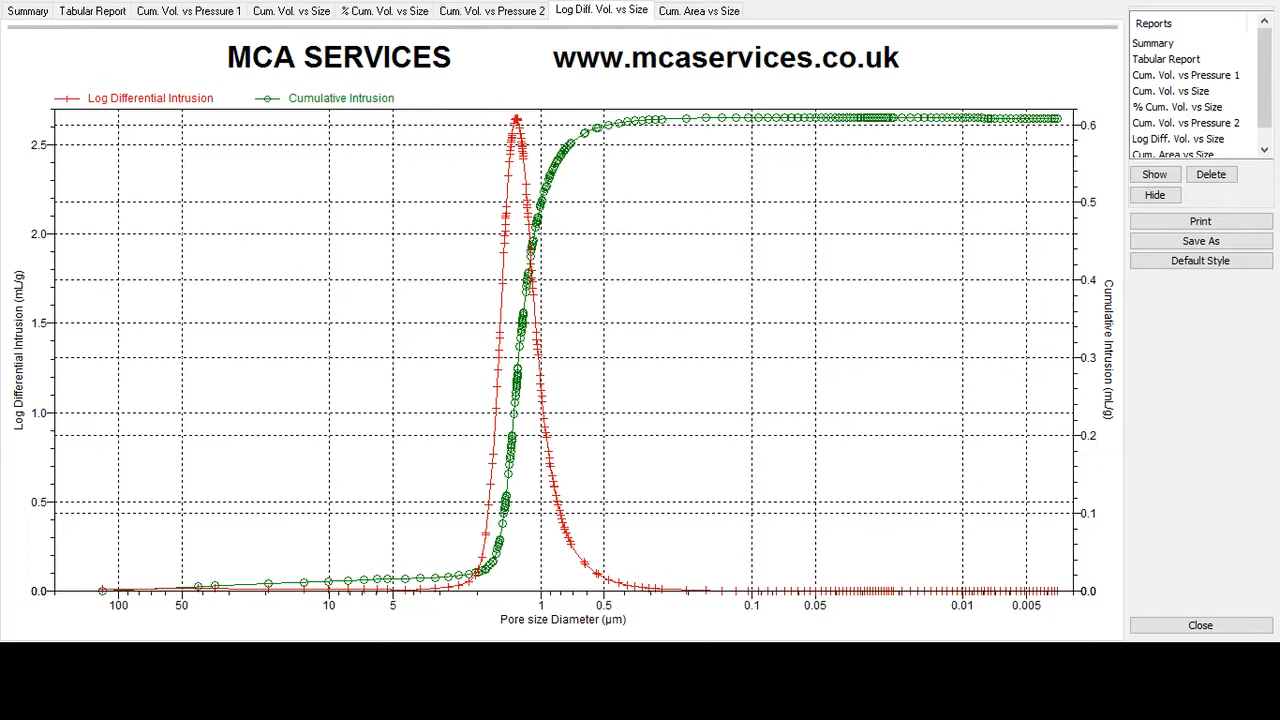 Summary Tabular Report Cum. Vol. vs Pressure 1 Cum. Vol. vs Size % Cum. Vol. vs Size Cum. Vol. vs Pressure 2 Log Diff. Vol. vs Size Cum. Area vs Size
MCA SERVICES www.mcaservices.co.uk
Log Differential Intrusion Cumulative Intrusion
2.5
2.0
1.5
1.0
0.5
0.0
Log Differential Intrusion (mL/g)
0.6
0.5
0.4
0.3
0.2
0.1
0.0
Cumulative Intrusion (mL/g)
100 50 10 5 1 0.5 0.1 0.05 0.01 0.005
Pore size Diameter (µm)
Reports
Summary
Tabular Report
Cum. Vol. vs Pressure 1
Cum. Vol. vs Size
% Cum. Vol. vs Size
Cum. Vol. vs Pressure 2
Log Diff. Vol. vs Size
Cum. Area vs Size
Show Delete
Hide
Print
Save As
Default Style
Close